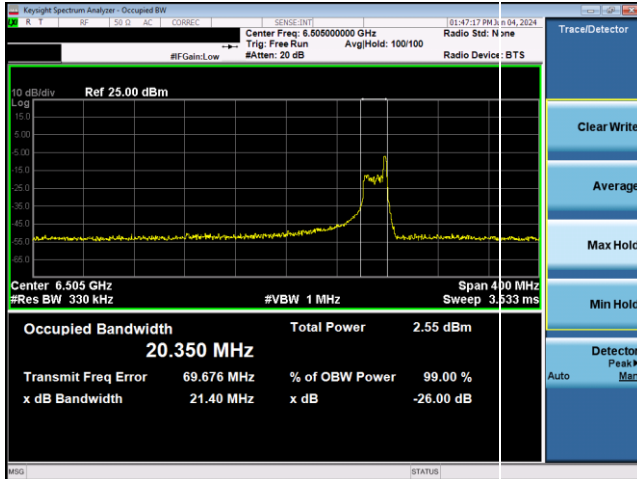 Keysight Spectrum Analyzer - Occupied BW
R T RF 50 Ω AC CORREC SENSE:INT 01:47:17 PM Jun 04, 2024
Center Freq: 6.505000000 GHz Radio Std: None
Trig: Free Run Avg|Hold: 100/100
#IFGain:Low #Atten: 20 dB Radio Device: BTS
Trace/Detector
10 dB/div Ref 25.00 dBm
Log
15.0
5.00
-5.00
-15.0
-25.0
-35.0
-45.0
-55.0
-65.0
Center 6.505 GHz Span 400 MHz
#Res BW 330 kHz #VBW 1 MHz Sweep 3.533 ms
Occupied Bandwidth Total Power 2.55 dBm
20.350 MHz
Transmit Freq Error 69.676 MHz % of OBW Power 99.00 %
x dB Bandwidth 21.40 MHz x dB -26.00 dB
Clear Write
Average
Max Hold
Min Hold
Detector
Peak
Auto Man
MSG STATUS